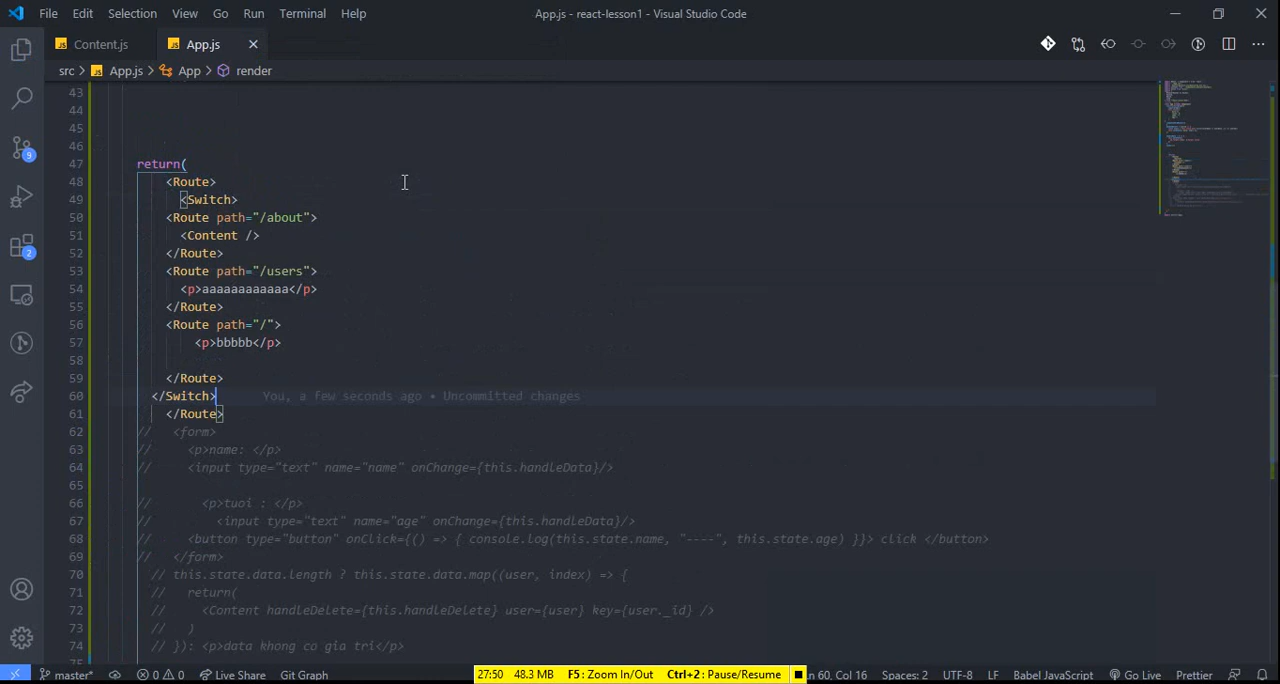 File Edit Selection View Go Run Terminal Help App.js - react-lesson1 - Visual Studio Code
JS Content.js JS App.js
src > JS App.js > App > render
43
44
45
46
47 return(
48 <Route>
49 <Switch>
50 <Route path="/about">
51 <Content />
52 </Route>
53 <Route path="/users">
54 <p>aaaaaaaaaaaa</p>
55 </Route>
56 <Route path="/">
57 <p>bbbbb</p>
58
59 </Route>
60 </Switch> You, a few seconds ago • Uncommitted changes
61 </Route>
62 // <form>
63 // <p>name: </p>
64 // <input type="text" name="name" onChange={this.handleData}/>
65
66 // <p>tuoi : </p>
67 // <input type="text" name="age" onChange={this.handleData}/>
68 // <button type="button" onClick={() => { console.log(this.state.name, "----", this.state.age) }}> click </button>
69 // </form>
70 // this.state.data.length ? this.state.data.map((user, index) => {
71 // return(
72 // <Content handleDelete={this.handleDelete} user={user} key={user._id} />
73 // )
74 // }): <p>data khong co gia tri</p>
9
2
master* 0 0 Live Share Git Graph 27:50 48.3 MB F5: Zoom In/Out Ctrl+2: Pause/Resume Ln 60, Col 16 Spaces: 2 UTF-8 LF Babel JavaScript Go Live Prettier